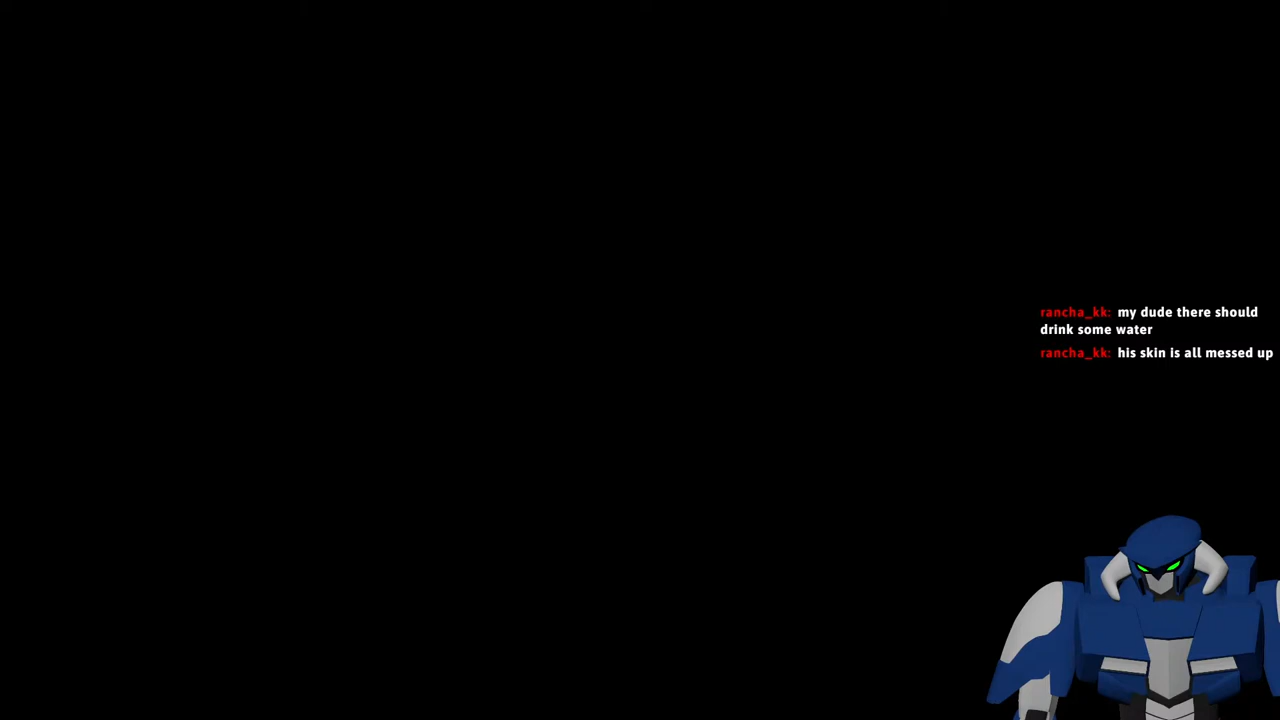 rancha_kk: my dude there should
drink some water
rancha_kk: his skin is all messed up